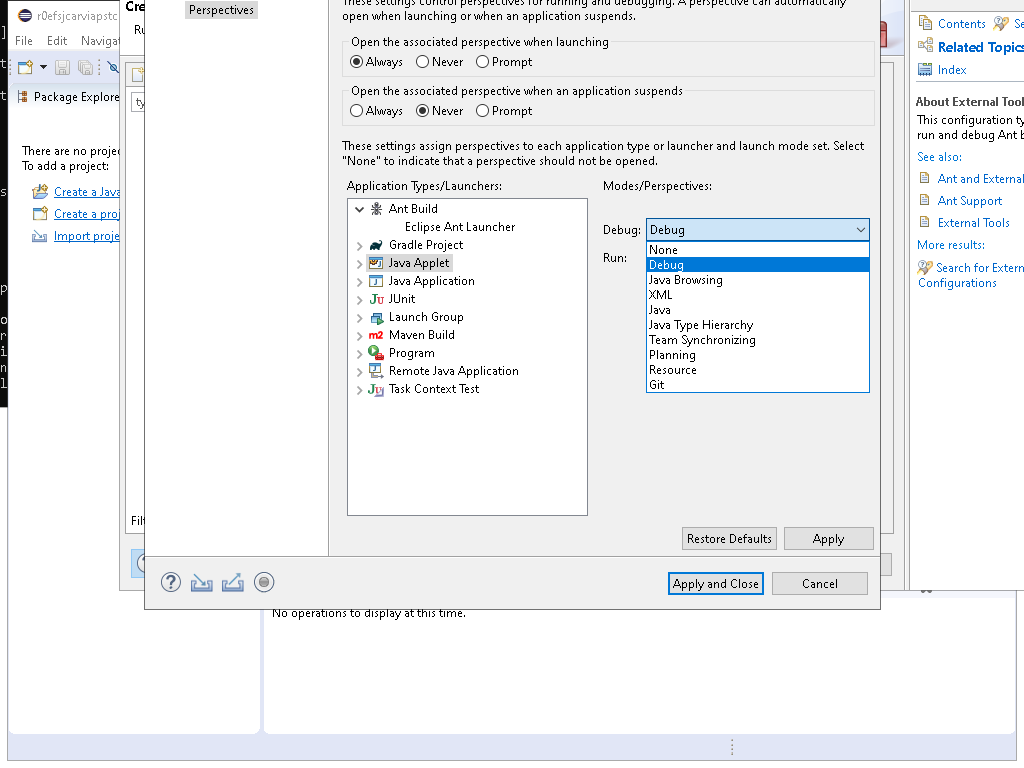 r0efsjcarviapstc
File Edit Navigat
Package Explore
There are no projec
To add a project:
Create a Java
Create a proj
Import proje
Cre
Ru
ty
Filt
Perspectives
These settings control perspectives for running and debugging. A perspective can automatically
open when launching or when an application suspends.
Open the associated perspective when launching
Always Never Prompt
Open the associated perspective when an application suspends
Always Never Prompt
These settings assign perspectives to each application type or launcher and launch mode set. Select
"None" to indicate that a perspective should not be opened.
Application Types/Launchers:
Ant Build
Eclipse Ant Launcher
Gradle Project
Java Applet
Java Application
JUnit
Launch Group
Maven Build
Program
Remote Java Application
Task Context Test
Modes/Perspectives:
Debug: Debug
Run:
None
Debug
Java Browsing
XML
Java
Java Type Hierarchy
Team Synchronizing
Planning
Resource
Git
Restore Defaults Apply
Apply and Close Cancel
No operations to display at this time.
Contents Se
Related Topics
Index
About External Tool
This configuration ty
run and debug Ant b
See also:
Ant and External
Ant Support
External Tools
More results:
Search for Extern
Configurations